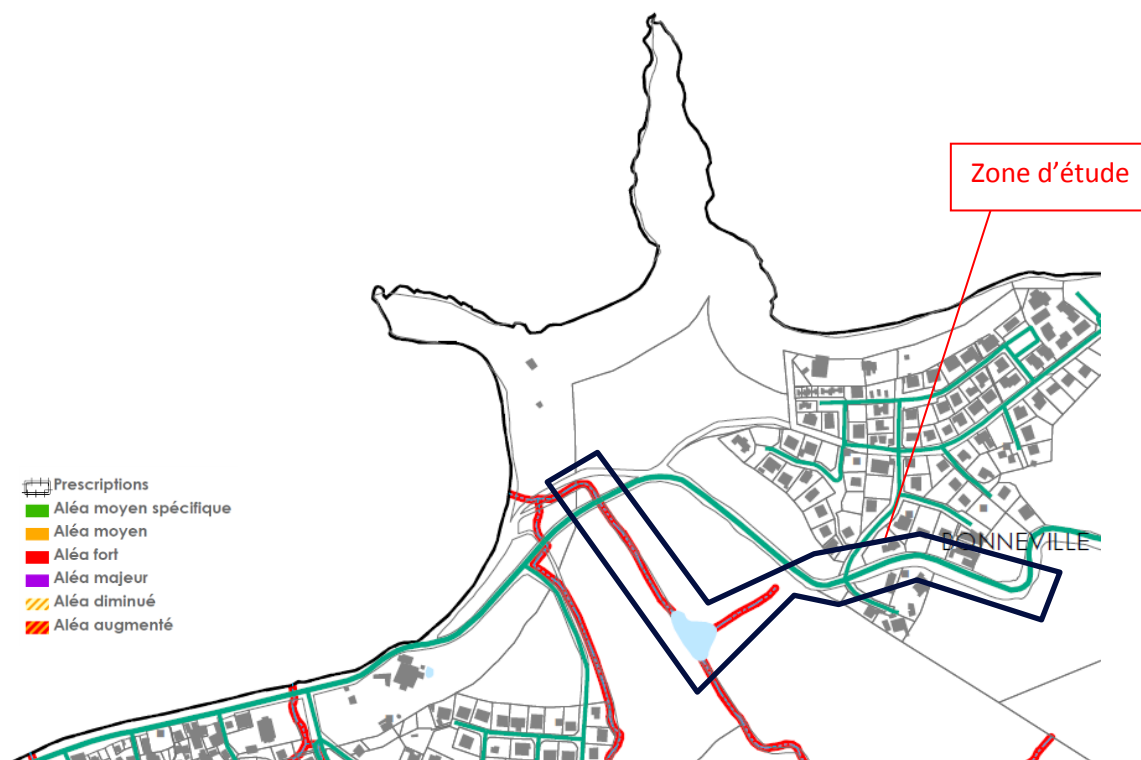 Zone d'étude
Prescriptions
Aléa moyen spécifique
Aléa moyen
Aléa fort
Aléa majeur
Aléa diminué
Aléa augmenté
BONNEVILLE